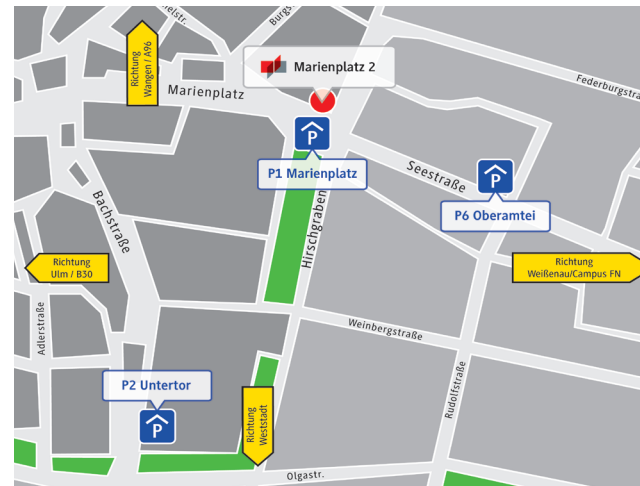 Burgs
Richtung
Wangen / A96
Marienplatz 2
Marienplatz
Federburgstra
P
P1 Marienplatz
Seestraße
P
P6 Oberamtei
Bachstraße
Hirschgraben
Richtung
Ulm / B30
Richtung
Weißenau/Campus FN
Adlerstraße
Weinbergstraße
P2 Untertor
P
Rudolfstraße
Richtung
Weststadt
Olgastr.